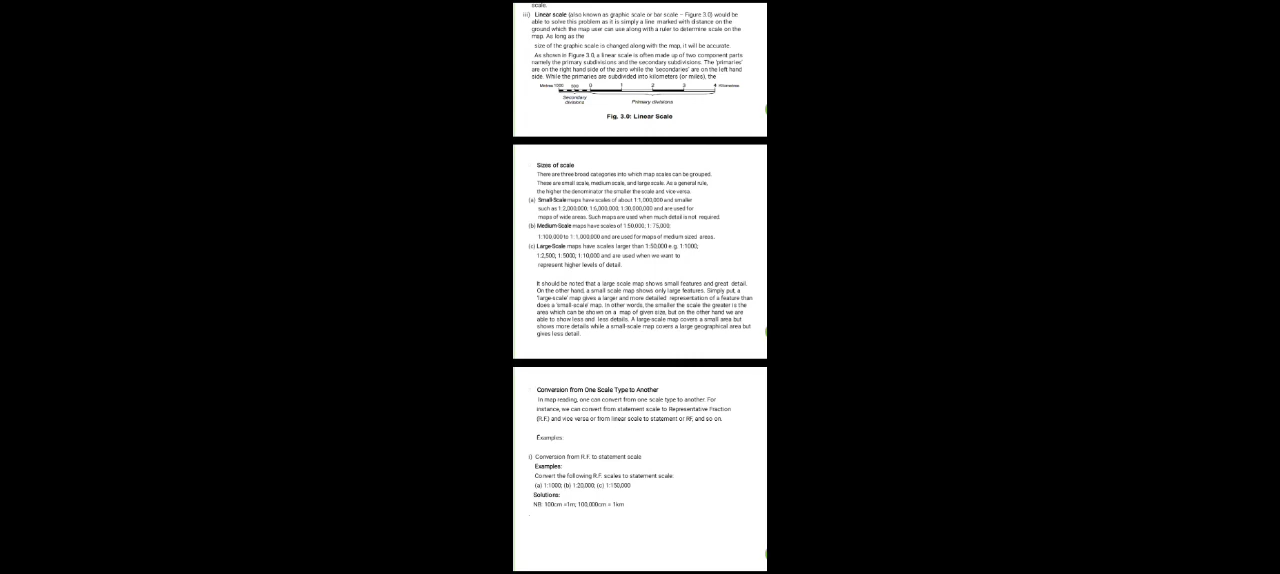 scale.
iii) Linear scale (also known as graphic scale or bar scale – Figure 3.0) would be
able to solve this problem as it is simply a line marked with distance on the
ground which the map user can use along with a ruler to determine scale on the
map. As long as the
size of the graphic scale is changed along with the map, it will be accurate.
As shown in Figure 3.0, a linear scale is often made up of two component parts
namely the primary subdivisions and the secondary subdivisions. The 'primaries'
are on the right hand side of the zero while the 'secondaries' are on the left hand
side. While the primaries are subdivided into kilometers (or miles), the
Metres 1000 500 0 1 2 3 4 Kilometres
Secondary
divisions
Primary divisions
Fig. 3.0: Linear Scale
Sizes of scale
There are three broad categories into which map scales can be grouped.
These are small scale, medium scale, and large scale. As a general rule,
the higher the denominator the smaller the scale and vice versa.
(a) Small-Scale maps have scales of about 1:1,000,000 and smaller
such as 1:2,000,000; 1:6,000,000; 1:30,000,000 and are used for
maps of wide areas. Such maps are used when much detail is not required.
(b) Medium-Scale maps have scales of 1:50,000; 1:75,000;
1:100,000 to 1:1,000,000 and are used for maps of medium sized areas.
(c) Large-Scale maps have scales larger than 1:50,000 e.g. 1:1000;
1:2,500; 1:5000; 1:10,000 and are used when we want to
represent higher levels of detail.
It should be noted that a large scale map shows small features and great detail.
On the other hand, a small scale map shows only large features. Simply put, a
'large-scale' map gives a larger and more detailed representation of a feature than
does a 'small-scale' map. In other words, the smaller the scale the greater is the
area which can be shown on a map of given size, but on the other hand we are
able to show less and less details. A large-scale map covers a small area but
shows more details while a small-scale map covers a large geographical area but
gives less detail.
Conversion from One Scale Type to Another
In map reading, one can convert from one scale type to another. For
instance, we can convert from statement scale to Representative Fraction
(R.F.) and vice versa or from linear scale to statement or RF, and so on.
Examples
i) Conversion from R.F. to statement scale
Examples:
Convert the following R.F. scales to statement scale.
(a) 1:1000; (b) 1:20,000; (c) 1:150,000
Solutions:
NB: 100cm =1m; 100,000cm = 1km